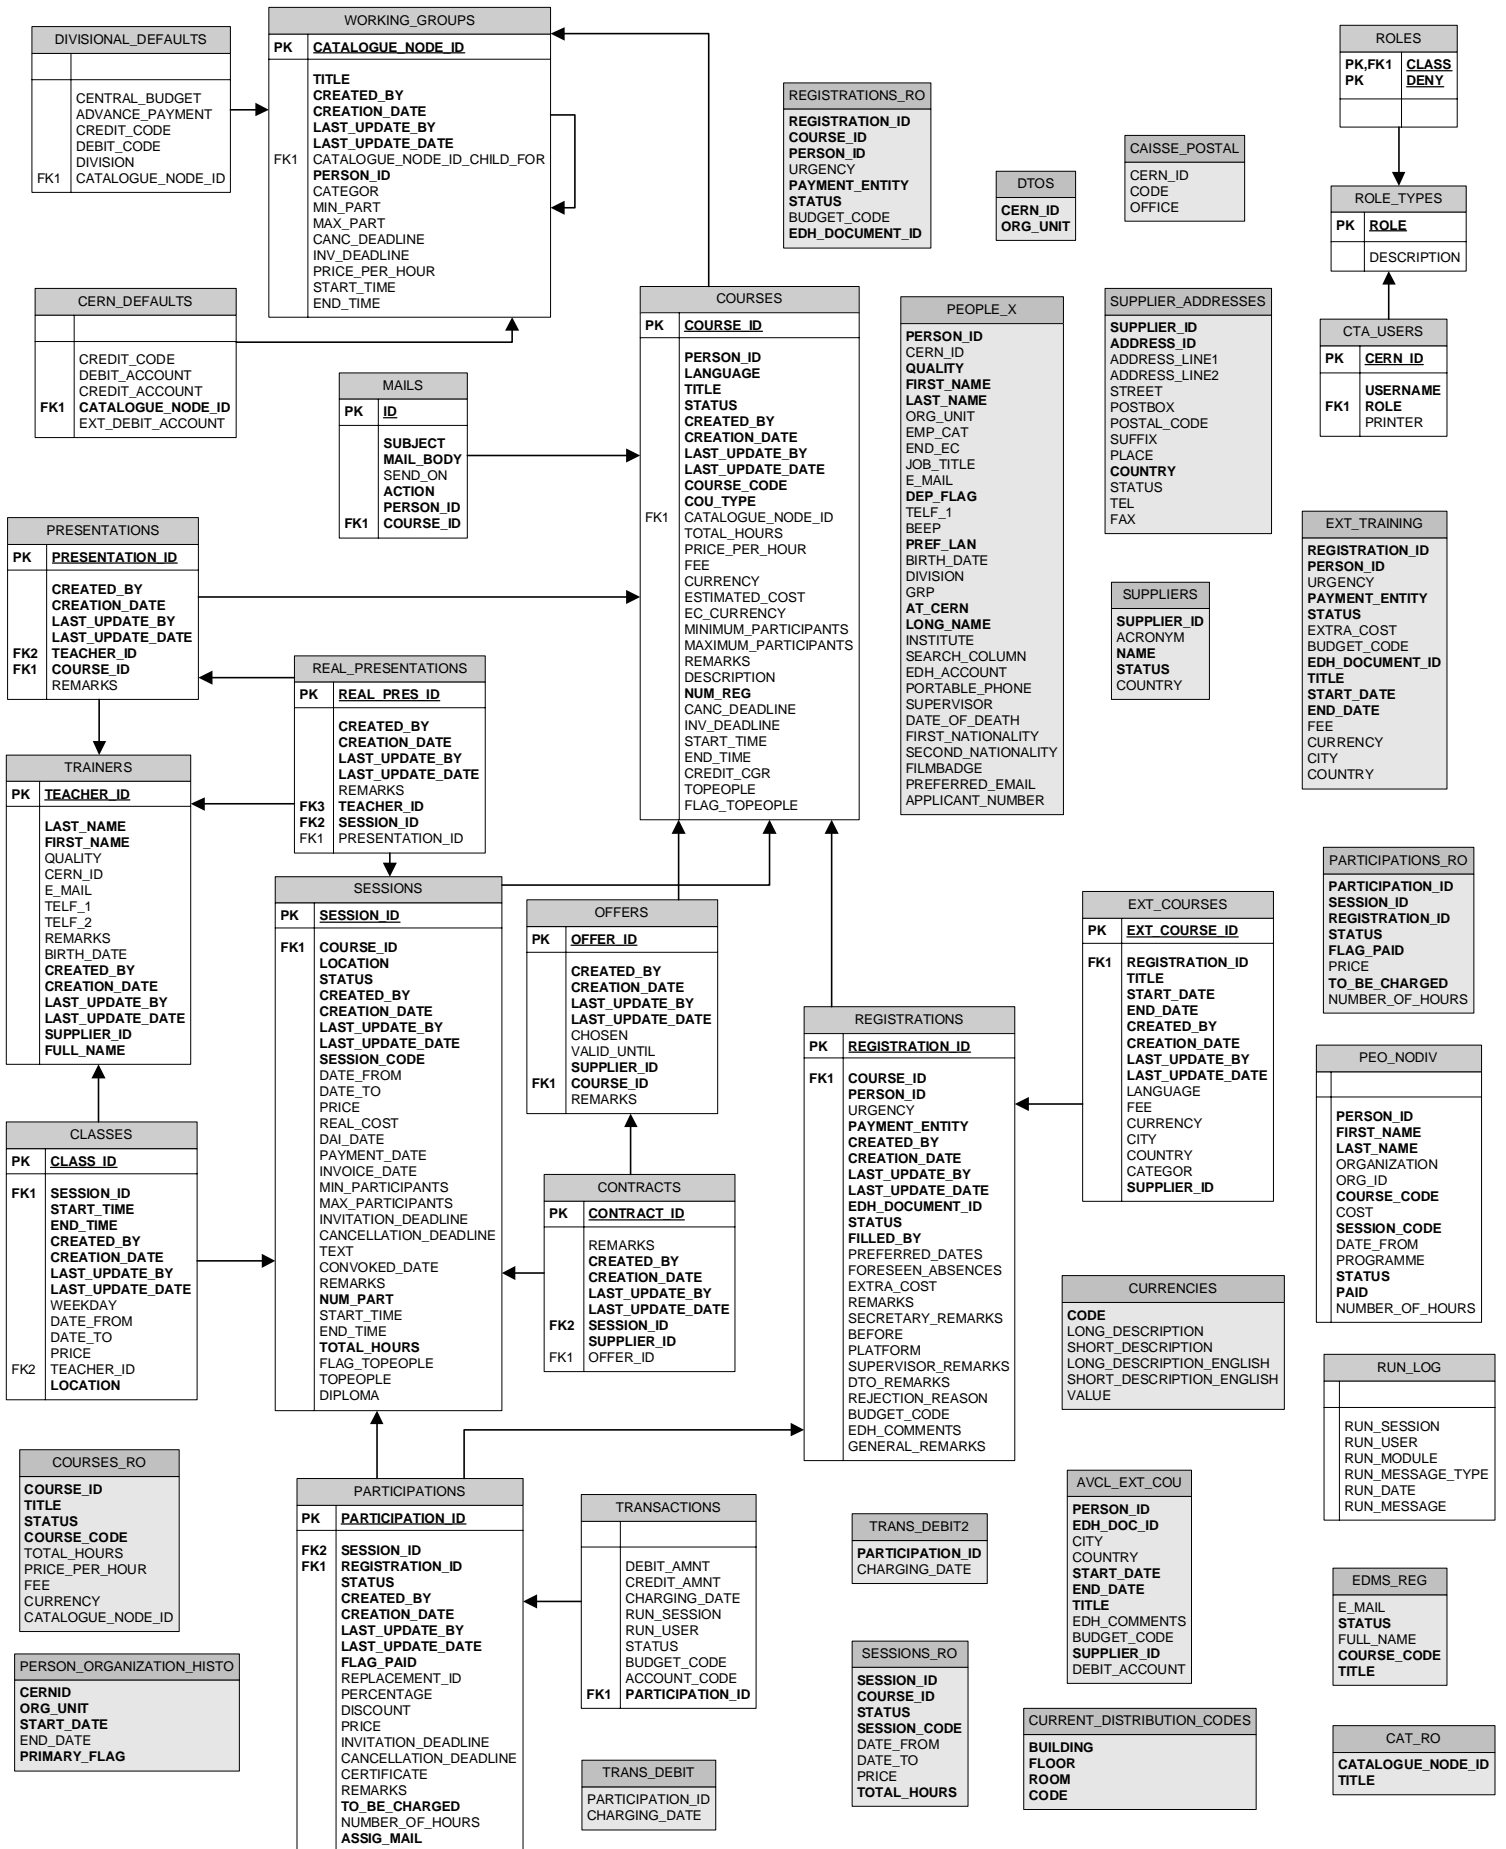 WORKING_GROUPS
PK CATALOGUE_NODE_ID
TITLE
CREATED_BY
CREATION_DATE
LAST_UPDATE_BY
LAST_UPDATE_DATE
FK1 CATALOGUE_NODE_ID_CHILD_FOR
PERSON_ID
CATEGOR
MIN_PART
MAX_PART
CANC_DEADLINE
INV_DEADLINE
PRICE_PER_HOUR
START_TIME
END_TIME
DIVISIONAL_DEFAULTS
CENTRAL_BUDGET
ADVANCE_PAYMENT
CREDIT_CODE
DEBIT_CODE
DIVISION
FK1 CATALOGUE_NODE_ID
ROLES
PK,FK1 CLASS
PK DENY
REGISTRATIONS_RO
REGISTRATION_ID
COURSE_ID
PERSON_ID
URGENCY
PAYMENT_ENTITY
STATUS
BUDGET_CODE
EDH_DOCUMENT_ID
DTOS
CERN_ID
ORG_UNIT
CAISSE_POSTAL
CERN_ID
CODE
OFFICE
ROLE_TYPES
PK ROLE
DESCRIPTION
CERN_DEFAULTS
CREDIT_CODE
DEBIT_ACCOUNT
CREDIT_ACCOUNT
FK1 CATALOGUE_NODE_ID
EXT_DEBIT_ACCOUNT
COURSES
PK COURSE_ID
PERSON_ID
LANGUAGE
TITLE
STATUS
CREATED_BY
CREATION_DATE
LAST_UPDATE_BY
LAST_UPDATE_DATE
COURSE_CODE
COU_TYPE
FK1 CATALOGUE_NODE_ID
TOTAL_HOURS
PRICE_PER_HOUR
FEE
CURRENCY
ESTIMATED_COST
EC_CURRENCY
MINIMUM_PARTICIPANTS
MAXIMUM_PARTICIPANTS
REMARKS
DESCRIPTION
NUM_REG
CANC_DEADLINE
INV_DEADLINE
START_TIME
END_TIME
CREDIT_CGR
TOPEOPLE
FLAG_TOPEOPLE
PEOPLE_X
PERSON_ID
CERN_ID
QUALITY
FIRST_NAME
LAST_NAME
ORG_UNIT
EMP_CAT
END_EC
JOB_TITLE
E_MAIL
DEP_FLAG
TELF_1
BEEP
PREF_LAN
BIRTH_DATE
DIVISION
GRP
AT_CERN
LONG_NAME
INSTITUTE
SEARCH_COLUMN
EDH_ACCOUNT
PORTABLE_PHONE
SUPERVISOR
DATE_OF_DEATH
FIRST_NATIONALITY
SECOND_NATIONALITY
FILMBADGE
PREFERRED_EMAIL
APPLICANT_NUMBER
SUPPLIER_ADDRESSES
SUPPLIER_ID
ADDRESS_ID
ADDRESS_LINE1
ADDRESS_LINE2
STREET
POSTBOX
POSTAL_CODE
SUFFIX
PLACE
COUNTRY
STATUS
TEL
FAX
CTA_USERS
PK CERN_ID
USERNAME
FK1 ROLE
PRINTER
MAILS
PK ID
SUBJECT
MAIL_BODY
SEND_ON
ACTION
PERSON_ID
FK1 COURSE_ID
PRESENTATIONS
PK PRESENTATION_ID
CREATED_BY
CREATION_DATE
LAST_UPDATE_BY
LAST_UPDATE_DATE
FK2 TEACHER_ID
FK1 COURSE_ID
REMARKS
EXT_TRAINING
REGISTRATION_ID
PERSON_ID
URGENCY
PAYMENT_ENTITY
STATUS
EXTRA_COST
BUDGET_CODE
EDH_DOCUMENT_ID
TITLE
START_DATE
END_DATE
FEE
CURRENCY
CITY
COUNTRY
SUPPLIERS
SUPPLIER_ID
ACRONYM
NAME
STATUS
COUNTRY
REAL_PRESENTATIONS
PK REAL_PRES_ID
CREATED_BY
CREATION_DATE
LAST_UPDATE_BY
LAST_UPDATE_DATE
REMARKS
FK3 TEACHER_ID
FK2 SESSION_ID
FK1 PRESENTATION_ID
TRAINERS
PK TEACHER_ID
LAST_NAME
FIRST_NAME
QUALITY
CERN_ID
E_MAIL
TELF_1
TELF_2
REMARKS
BIRTH_DATE
CREATED_BY
CREATION_DATE
LAST_UPDATE_BY
LAST_UPDATE_DATE
SUPPLIER_ID
FULL_NAME
SESSIONS
PK SESSION_ID
FK1 COURSE_ID
LOCATION
STATUS
CREATED_BY
CREATION_DATE
LAST_UPDATE_BY
LAST_UPDATE_DATE
SESSION_CODE
DATE_FROM
DATE_TO
PRICE
REAL_COST
DAI_DATE
PAYMENT_DATE
INVOICE_DATE
MIN_PARTICIPANTS
MAX_PARTICIPANTS
INVITATION_DEADLINE
CANCELLATION_DEADLINE
TEXT
CONVOKED_DATE
REMARKS
NUM_PART
START_TIME
END_TIME
TOTAL_HOURS
FLAG_TOPEOPLE
TOPEOPLE
DIPLOMA
OFFERS
PK OFFER_ID
CREATED_BY
CREATION_DATE
LAST_UPDATE_BY
LAST_UPDATE_DATE
CHOSEN
VALID_UNTIL
SUPPLIER_ID
FK1 COURSE_ID
REMARKS
PARTICIPATIONS_RO
PARTICIPATION_ID
SESSION_ID
REGISTRATION_ID
STATUS
FLAG_PAID
PRICE
TO_BE_CHARGED
NUMBER_OF_HOURS
EXT_COURSES
PK EXT_COURSE_ID
FK1 REGISTRATION_ID
TITLE
START_DATE
END_DATE
CREATED_BY
CREATION_DATE
LAST_UPDATE_BY
LAST_UPDATE_DATE
LANGUAGE
FEE
CURRENCY
CITY
COUNTRY
CATEGOR
SUPPLIER_ID
REGISTRATIONS
PK REGISTRATION_ID
FK1 COURSE_ID
PERSON_ID
URGENCY
PAYMENT_ENTITY
CREATED_BY
CREATION_DATE
LAST_UPDATE_BY
LAST_UPDATE_DATE
EDH_DOCUMENT_ID
STATUS
FILLED_BY
PREFERRED_DATES
FORESEEN_ABSENCES
EXTRA_COST
REMARKS
SECRETARY_REMARKS
BEFORE
PLATFORM
SUPERVISOR_REMARKS
DTO_REMARKS
REJECTION_REASON
BUDGET_CODE
EDH_COMMENTS
GENERAL_REMARKS
PEO_NODIV
PERSON_ID
FIRST_NAME
LAST_NAME
ORGANIZATION
ORG_ID
COURSE_CODE
COST
SESSION_CODE
DATE_FROM
PROGRAMME
STATUS
PAID
NUMBER_OF_HOURS
CLASSES
PK CLASS_ID
FK1 SESSION_ID
START_TIME
END_TIME
CREATED_BY
CREATION_DATE
LAST_UPDATE_BY
LAST_UPDATE_DATE
WEEKDAY
DATE_FROM
DATE_TO
PRICE
FK2 TEACHER_ID
LOCATION
CONTRACTS
PK CONTRACT_ID
REMARKS
CREATED_BY
CREATION_DATE
LAST_UPDATE_BY
LAST_UPDATE_DATE
FK2 SESSION_ID
SUPPLIER_ID
FK1 OFFER_ID
CURRENCIES
CODE
LONG_DESCRIPTION
SHORT_DESCRIPTION
LONG_DESCRIPTION_ENGLISH
SHORT_DESCRIPTION_ENGLISH
VALUE
RUN_LOG
RUN_SESSION
RUN_USER
RUN_MODULE
RUN_MESSAGE_TYPE
RUN_DATE
RUN_MESSAGE
COURSES_RO
COURSE_ID
TITLE
STATUS
COURSE_CODE
TOTAL_HOURS
PRICE_PER_HOUR
FEE
CURRENCY
CATALOGUE_NODE_ID
PARTICIPATIONS
PK PARTICIPATION_ID
FK2 SESSION_ID
FK1 REGISTRATION_ID
STATUS
CREATED_BY
CREATION_DATE
LAST_UPDATE_BY
LAST_UPDATE_DATE
FLAG_PAID
REPLACEMENT_ID
PERCENTAGE
DISCOUNT
PRICE
INVITATION_DEADLINE
CANCELLATION_DEADLINE
CERTIFICATE
REMARKS
TO_BE_CHARGED
NUMBER_OF_HOURS
ASSIG_MAIL
TRANSACTIONS
DEBIT_AMNT
CREDIT_AMNT
CHARGING_DATE
RUN_SESSION
RUN_USER
STATUS
BUDGET_CODE
ACCOUNT_CODE
FK1 PARTICIPATION_ID
TRANS_DEBIT2
PARTICIPATION_ID
CHARGING_DATE
AVCL_EXT_COU
PERSON_ID
EDH_DOC_ID
CITY
COUNTRY
START_DATE
END_DATE
TITLE
EDH_COMMENTS
BUDGET_CODE
SUPPLIER_ID
DEBIT_ACCOUNT
EDMS_REG
E_MAIL
STATUS
FULL_NAME
COURSE_CODE
TITLE
PERSON_ORGANIZATION_HISTO
CERNID
ORG_UNIT
START_DATE
END_DATE
PRIMARY_FLAG
SESSIONS_RO
SESSION_ID
COURSE_ID
STATUS
SESSION_CODE
DATE_FROM
DATE_TO
PRICE
TOTAL_HOURS
CURRENT_DISTRIBUTION_CODES
BUILDING
FLOOR
ROOM
CODE
CAT_RO
CATALOGUE_NODE_ID
TITLE
TRANS_DEBIT
PARTICIPATION_ID
CHARGING_DATE